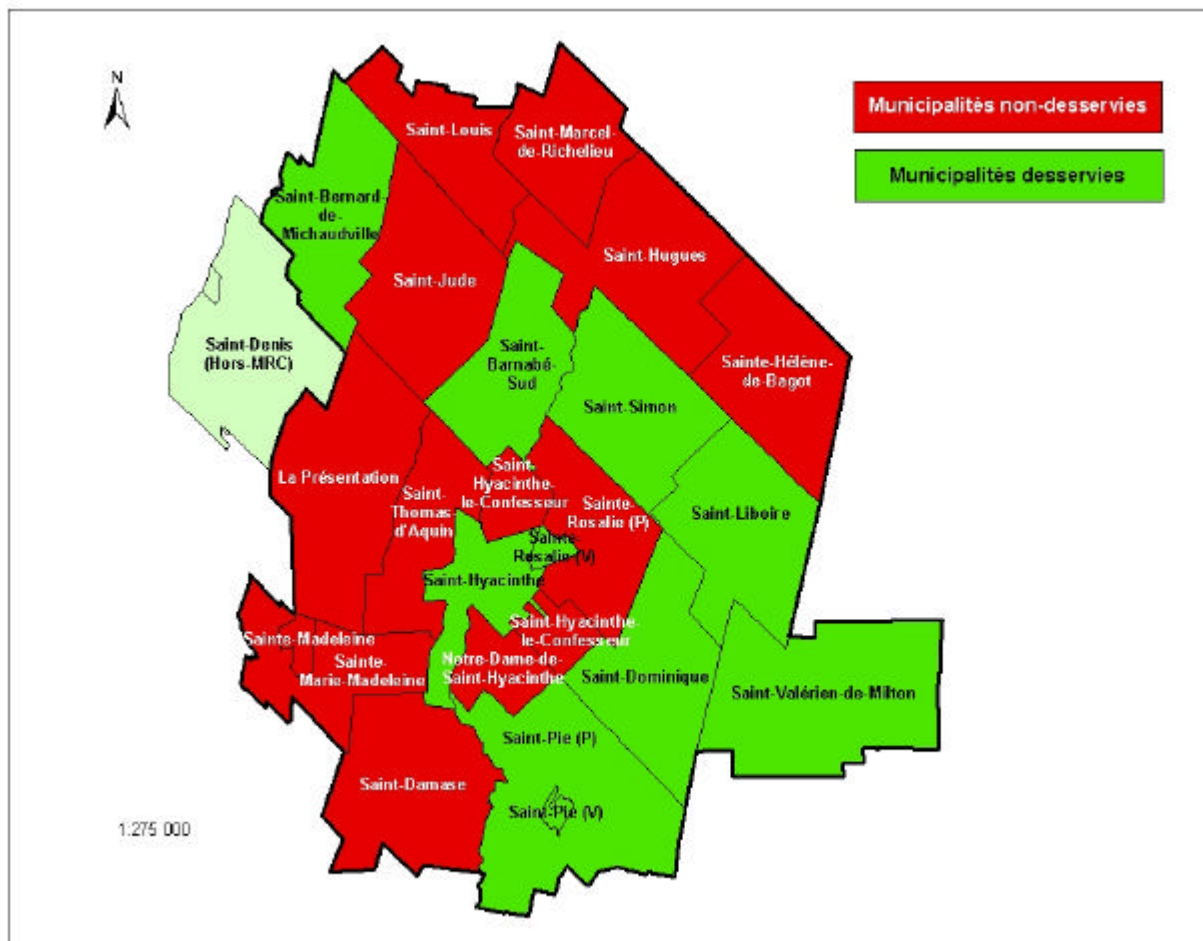 N
Municipalités non-desservies
Municipalités desservies
Saint-Louis
Saint-Marcel-
de-Richelieu
Saint-Bernard-
de-
Michaudville
Saint-Hugues
Saint-Jude
Saint-Denis
(Hors-MRC)
Saint-
Barnabé-
Sud
Sainte-Hélène-
de-Bagot
Saint-Simon
La Présentation
Saint-
Hyacinthe-
le-Confesseur
Saint-
Thomas-
d'Aquin
Sainte-
Rosalie (P)
Saint-Liboire
Sainte-
Rosalie (V)
Saint-Hyacinthe
Saint-Hyacinthe-
le-Confesseur
Sainte-Madeleine
Sainte-
Marie-Madeleine
Notre-Dame-de-
Saint-Hyacinthe
Saint-Dominique
Saint-Valérien-de-Milton
Saint-Pie (P)
Saint-Damase
Saint-Pie (V)
1:275 000